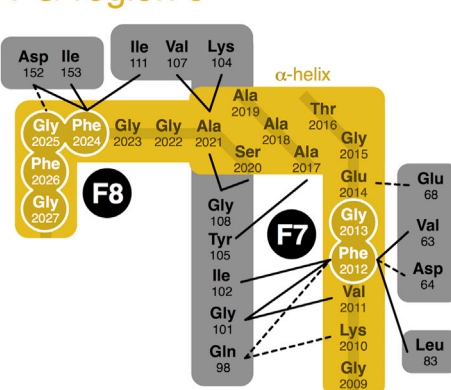 α-helix
Asp
152
Ile
153
Ile
111
Val
107
Lys
104
Gly
2025
Phe
2024
Gly
2023
Gly
2022
Ala
2021
Ser
2020
Ala
2019
Ala
2018
Ala
2017
Thr
2016
Gly
2015
Glu
2014
Gly
2013
Phe
2012
Val
2011
Lys
2010
Gly
2009
Phe
2026
Gly
2027
F8
F7
Gly
108
Tyr
105
Ile
102
Gly
101
Gln
98
Glu
68
Val
63
Asp
64
Leu
83